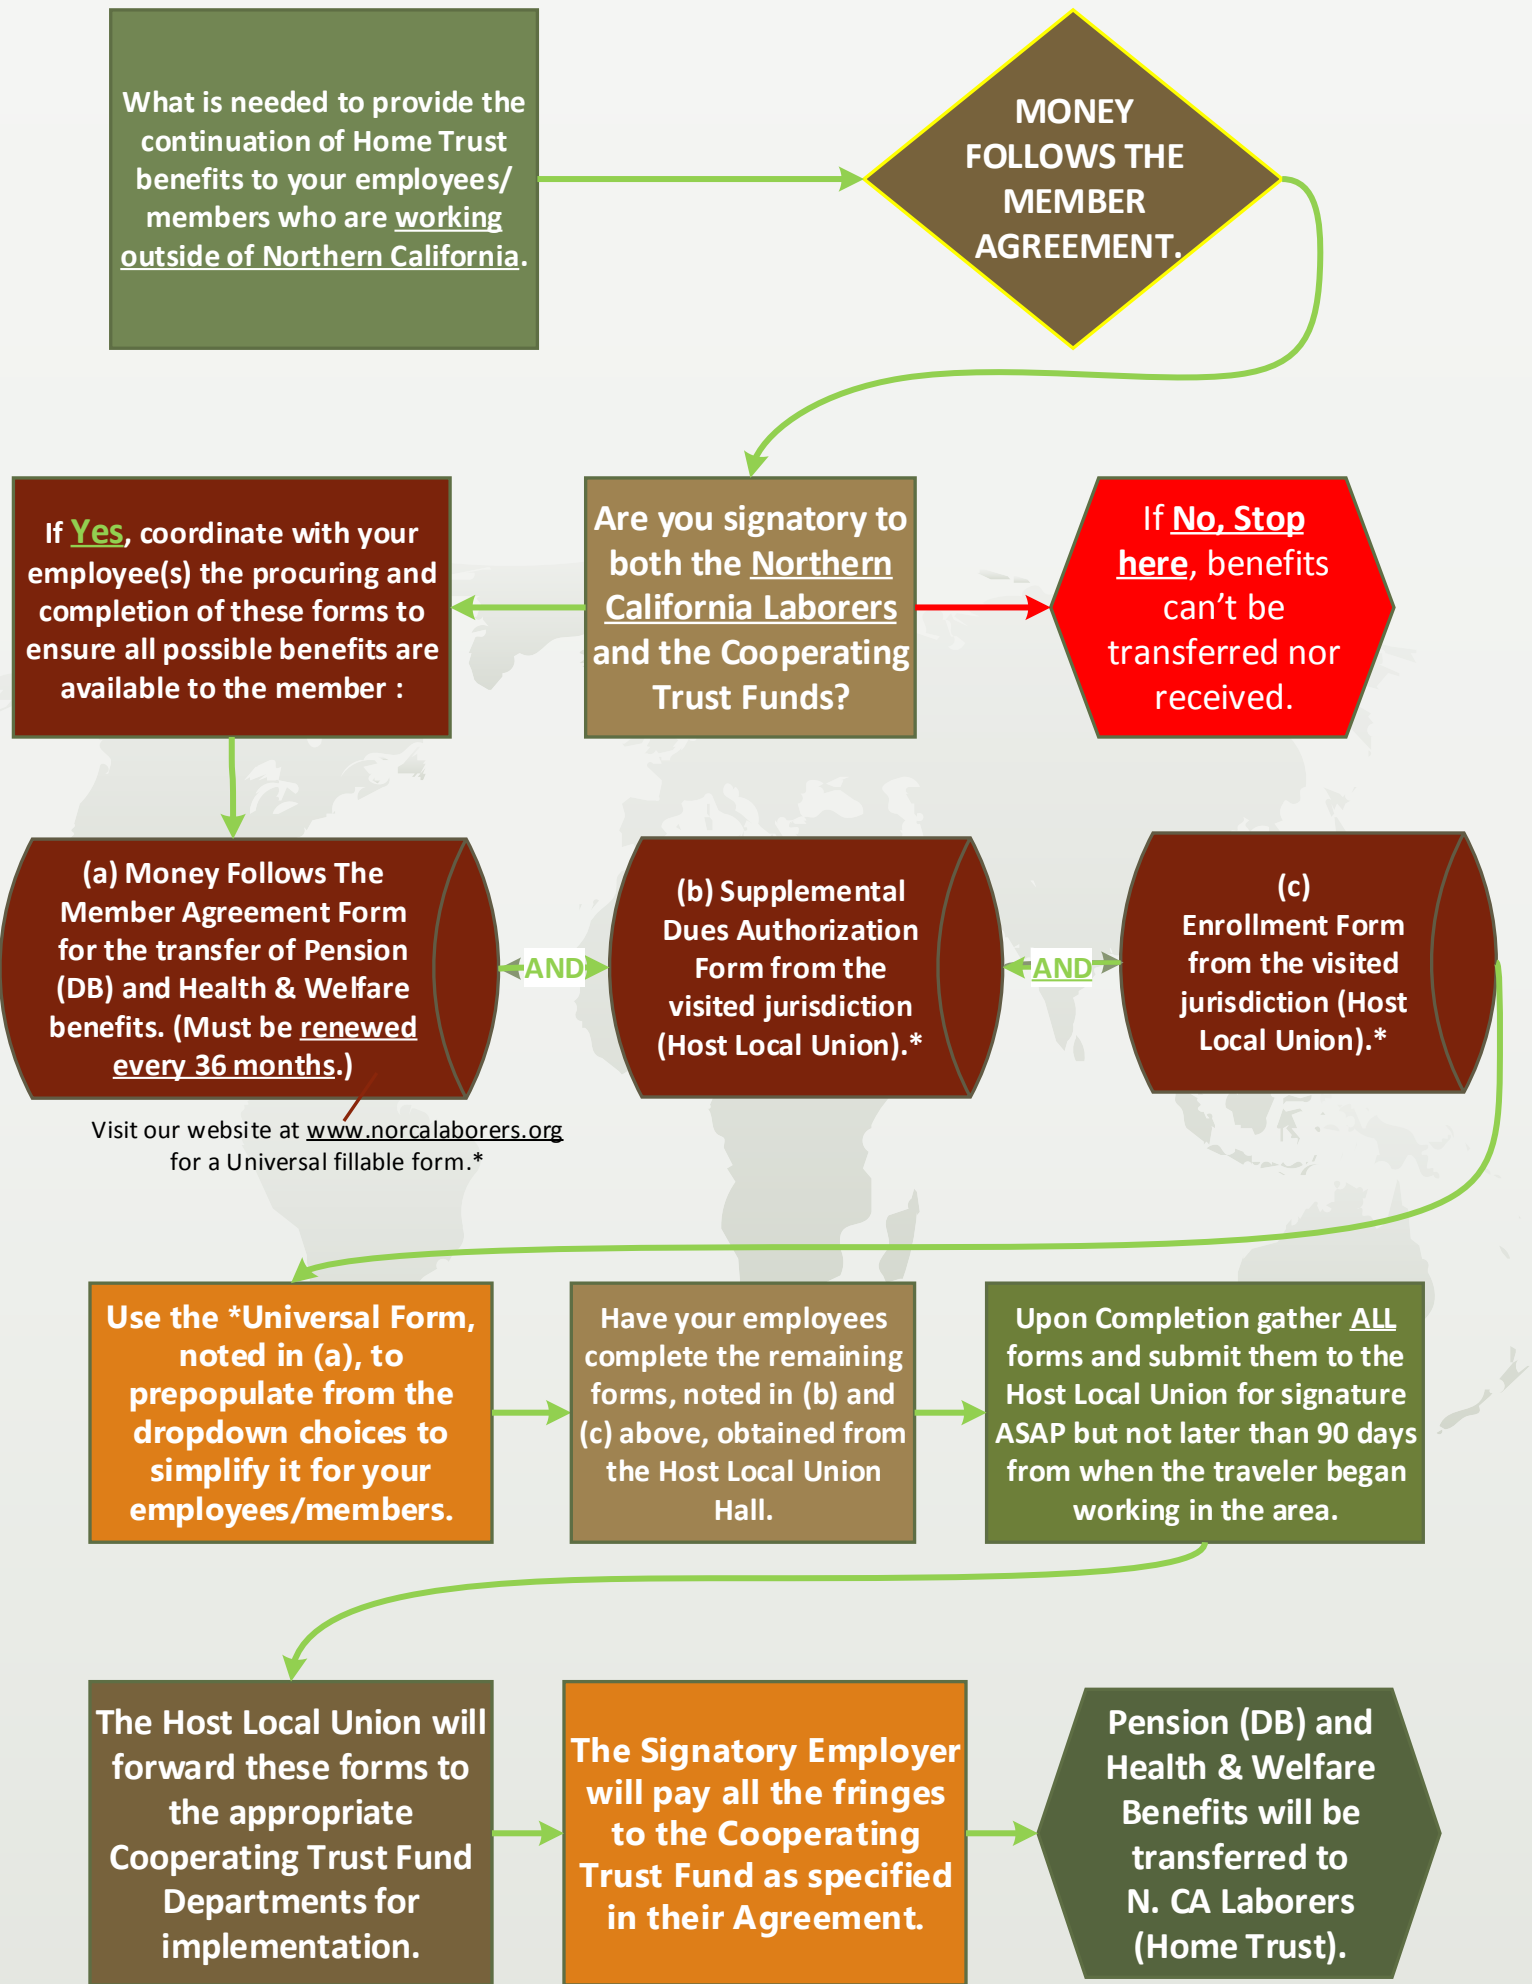 What is needed to provide the
continuation of Home Trust
benefits to your employees/
members who are working
outside of Northern California.
MONEY
FOLLOWS THE
MEMBER
AGREEMENT.
If Yes, coordinate with your
employee(s) the procuring and
completion of these forms to
ensure all possible benefits are
available to the member :
Are you signatory to
both the Northern
California Laborers
and the Cooperating
Trust Funds?
If No, Stop
here, benefits
can’t be
transferred nor
received.
(a) Money Follows The
Member Agreement Form
for the transfer of Pension
(DB) and Health & Welfare
benefits. (Must be renewed
every 36 months.)
AND
(b) Supplemental
Dues Authorization
Form from the
visited jurisdiction
(Host Local Union).*
AND
(c)
Enrollment Form
from the visited
jurisdiction (Host
Local Union).*
Visit our website at www.norcalaborers.org
for a Universal fillable form.*
Use the *Universal Form,
noted in (a), to
prepopulate from the
dropdown choices to
simplify it for your
employees/members.
Have your employees
complete the remaining
forms, noted in (b) and
(c) above, obtained from
the Host Local Union
Hall.
Upon Completion gather ALL
forms and submit them to the
Host Local Union for signature
ASAP but not later than 90 days
from when the traveler began
working in the area.
The Host Local Union will
forward these forms to
the appropriate
Cooperating Trust Fund
Departments for
implementation.
The Signatory Employer
will pay all the fringes
to the Cooperating
Trust Fund as specified
in their Agreement.
Pension (DB) and
Health & Welfare
Benefits will be
transferred to
N. CA Laborers
(Home Trust).